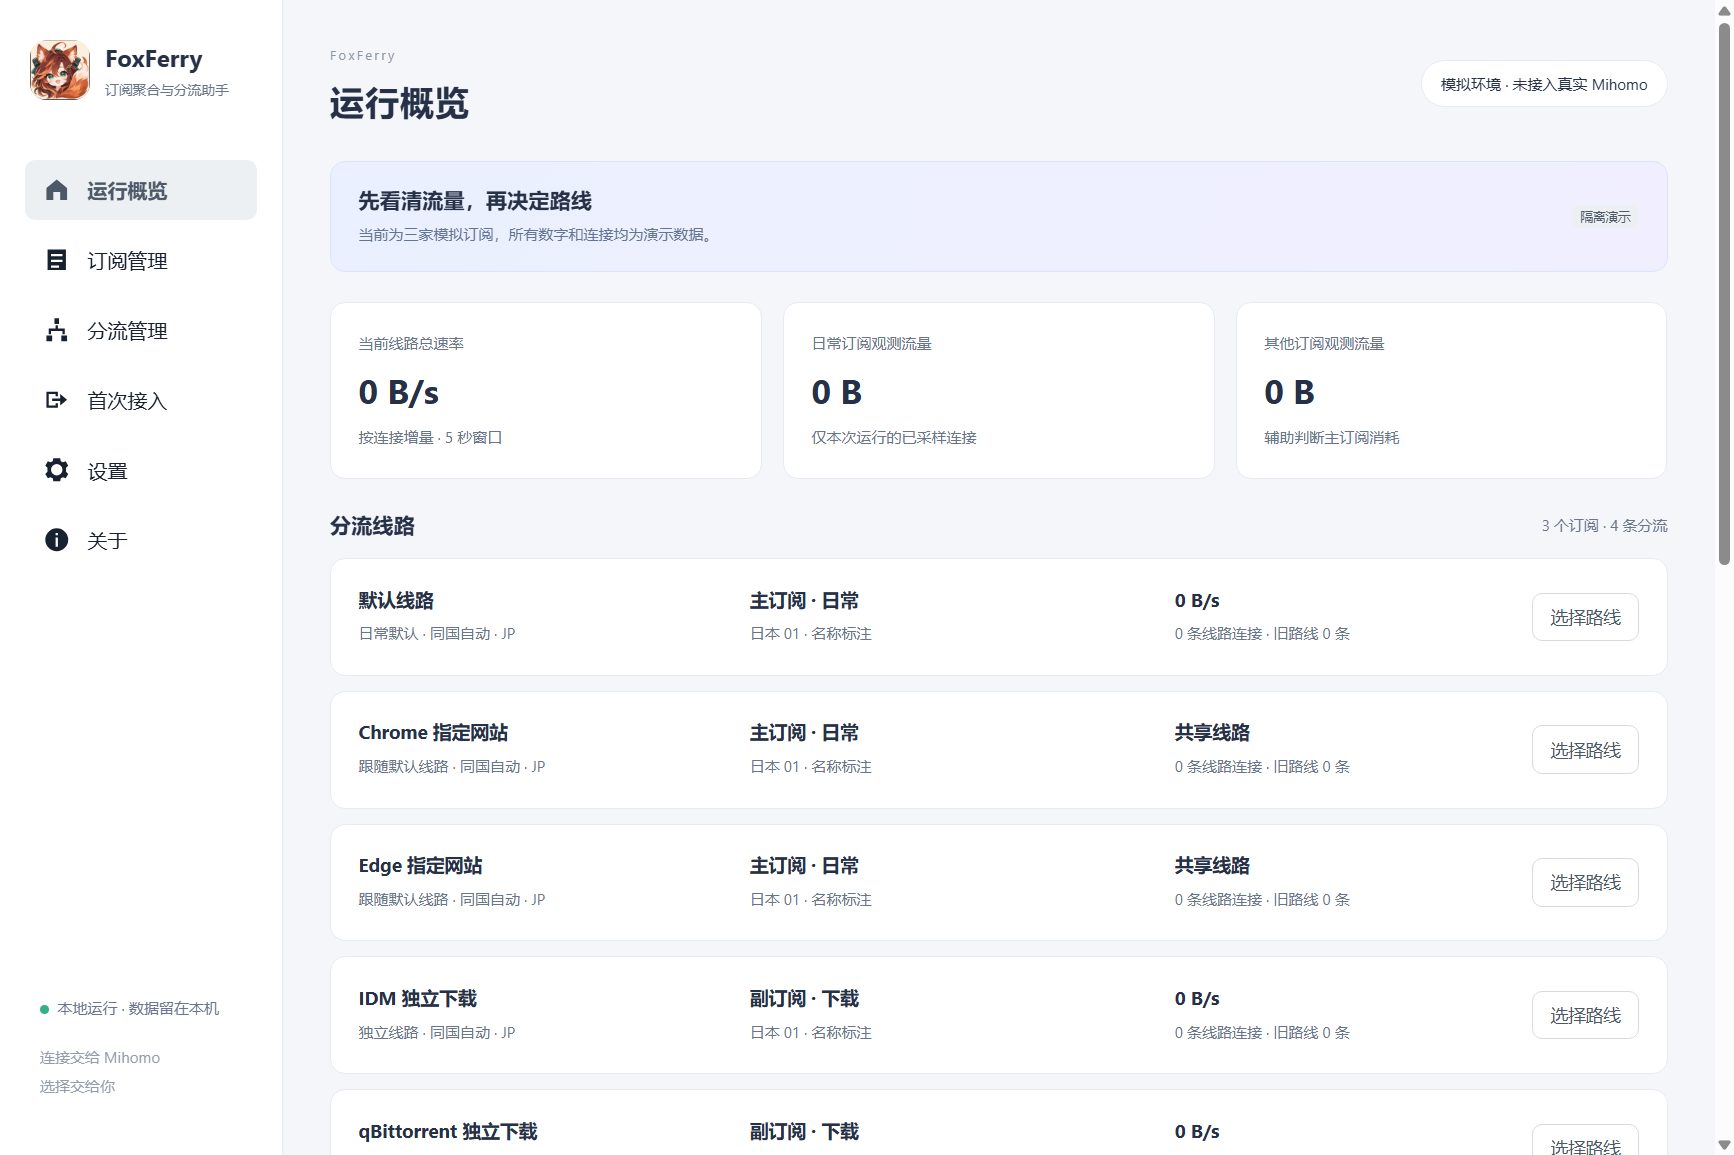 FoxFerry
订阅聚合与分流助手
运行概览
订阅管理
分流管理
首次接入
设置
关于
本地运行 · 数据留在本机
连接交给 Mihomo
选择交给你
FoxFerry
运行概览
模拟环境 · 未接入真实 Mihomo
先看清流量，再决定路线
当前为三家模拟订阅，所有数字和连接均为演示数据。
隔离演示
当前线路总速率
0 B/s
按连接增量 · 5 秒窗口
日常订阅观测流量
0 B
仅本次运行的已采样连接
其他订阅观测流量
0 B
辅助判断主订阅消耗
分流线路
3 个订阅 · 4 条分流
默认线路
日常默认 · 同国自动 · JP
主订阅 · 日常
日本 01 · 名称标注
0 B/s
0 条线路连接 · 旧路线 0 条
选择路线
Chrome 指定网站
跟随默认线路 · 同国自动 · JP
主订阅 · 日常
日本 01 · 名称标注
共享线路
0 条线路连接 · 旧路线 0 条
选择路线
Edge 指定网站
跟随默认线路 · 同国自动 · JP
主订阅 · 日常
日本 01 · 名称标注
共享线路
0 条线路连接 · 旧路线 0 条
选择路线
IDM 独立下载
独立线路 · 同国自动 · JP
副订阅 · 下载
日本 01 · 名称标注
0 B/s
0 条线路连接 · 旧路线 0 条
选择路线
qBittorrent 独立下载
副订阅 · 下载
0 B/s
选择路线